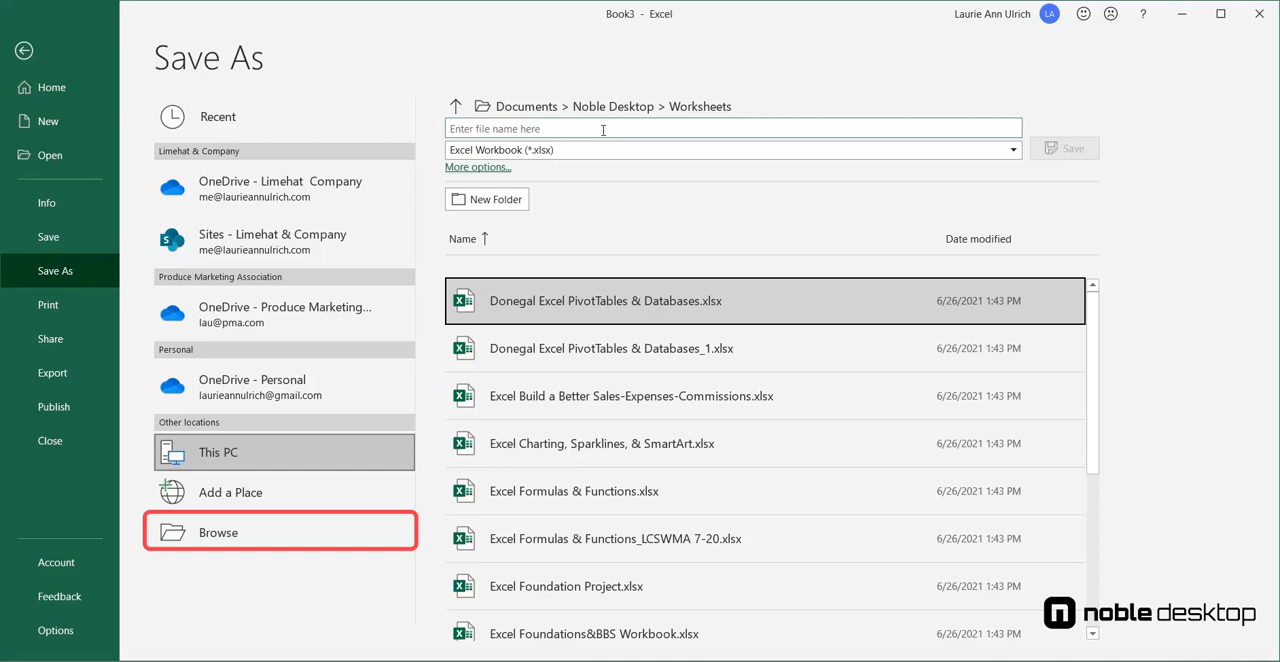 Book3 - Excel
Laurie Ann Ulrich
LA
?
Save As
Home
New
Open
Info
Save
Save As
Print
Share
Export
Publish
Close
Account
Feedback
Options
Recent
Limehat & Company
OneDrive - Limehat Company
me@laurieannulrich.com
Sites - Limehat & Company
me@laurieannulrich.com
Produce Marketing Association
OneDrive - Produce Marketing...
lau@pma.com
Personal
OneDrive - Personal
laurieannulrich@gmail.com
Other locations
This PC
Add a Place
Browse
Documents > Noble Desktop > Worksheets
Enter file name here
Excel Workbook (*.xlsx)
Save
More options...
New Folder
Name
Date modified
Donegal Excel PivotTables & Databases.xlsx 6/26/2021 1:43 PM
Donegal Excel PivotTables & Databases_1.xlsx 6/26/2021 1:43 PM
Excel Build a Better Sales-Expenses-Commissions.xlsx 6/26/2021 1:43 PM
Excel Charting, Sparklines, & SmartArt.xlsx 6/26/2021 1:43 PM
Excel Formulas & Functions.xlsx 6/26/2021 1:43 PM
Excel Formulas & Functions_LCSWMA 7-20.xlsx 6/26/2021 1:43 PM
Excel Foundation Project.xlsx 6/26/2021 1:43 PM
Excel Foundations&BBS Workbook.xlsx 6/26/2021 1:43 PM
n noble desktop